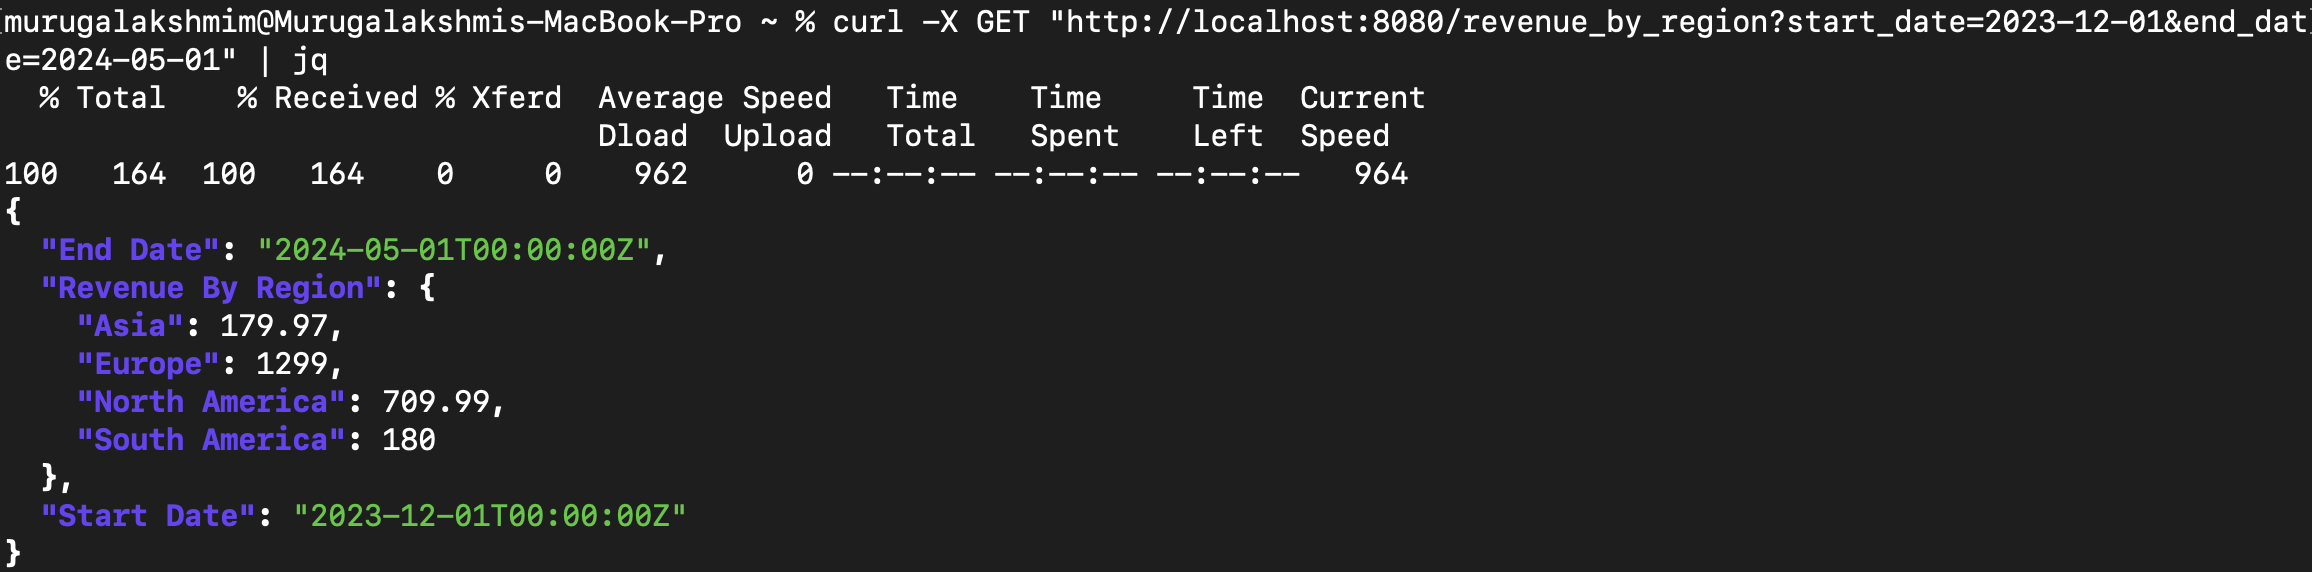 murugalakshmim@Murugalakshmis-MacBook-Pro ~ % curl -X GET "http://localhost:8080/revenue_by_region?start_date=2023-12-01&end_dat
e=2024-05-01" | jq
  % Total    % Received % Xferd  Average Speed   Time    Time     Time  Current
                                 Dload  Upload   Total   Spent    Left  Speed
100   164  100   164    0     0    962      0 --:--:-- --:--:-- --:--:--   964
{
  "End Date": "2024-05-01T00:00:00Z",
  "Revenue By Region": {
    "Asia": 179.97,
    "Europe": 1299,
    "North America": 709.99,
    "South America": 180
  },
  "Start Date": "2023-12-01T00:00:00Z"
}